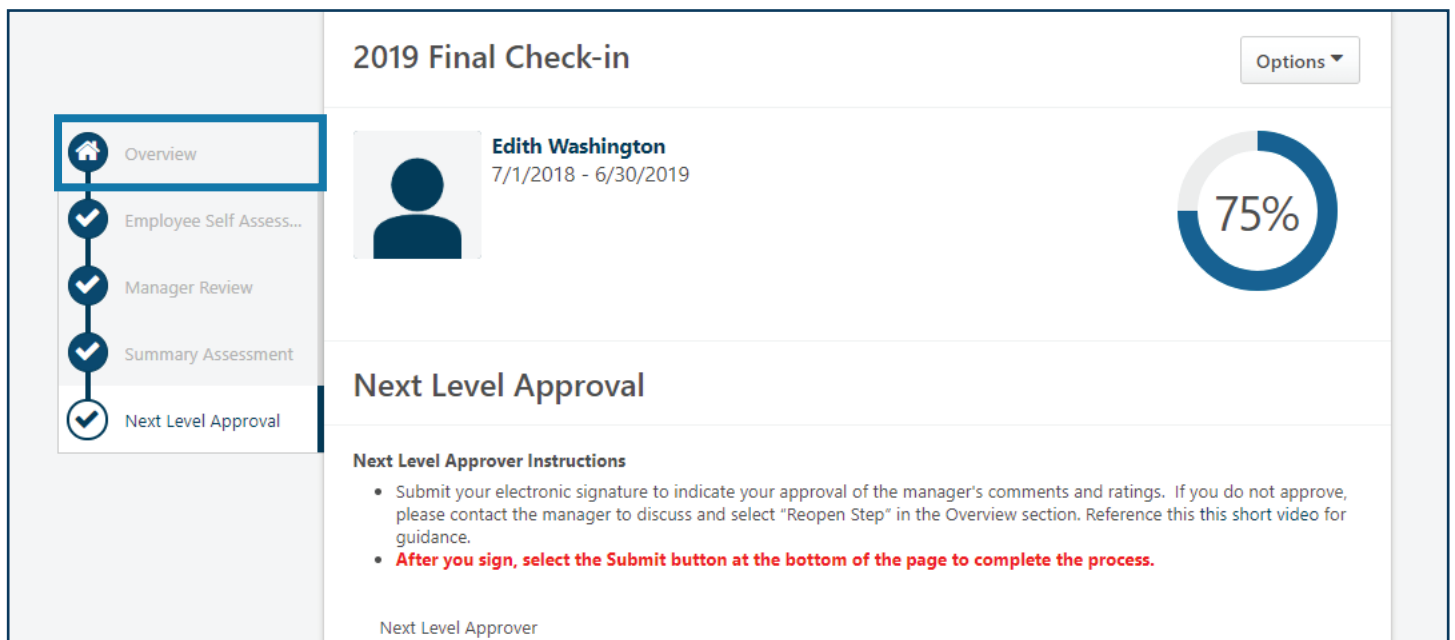 2019 Final Check-in
Options
Overview
Employee Self Assess...
Manager Review
Summary Assessment
Next Level Approval
Edith Washington
7/1/2018 - 6/30/2019
75%
Next Level Approval
Next Level Approver Instructions
• Submit your electronic signature to indicate your approval of the manager's comments and ratings. If you do not approve,
please contact the manager to discuss and select “Reopen Step” in the Overview section. Reference this this short video for
guidance.
• After you sign, select the Submit button at the bottom of the page to complete the process.
Next Level Approver